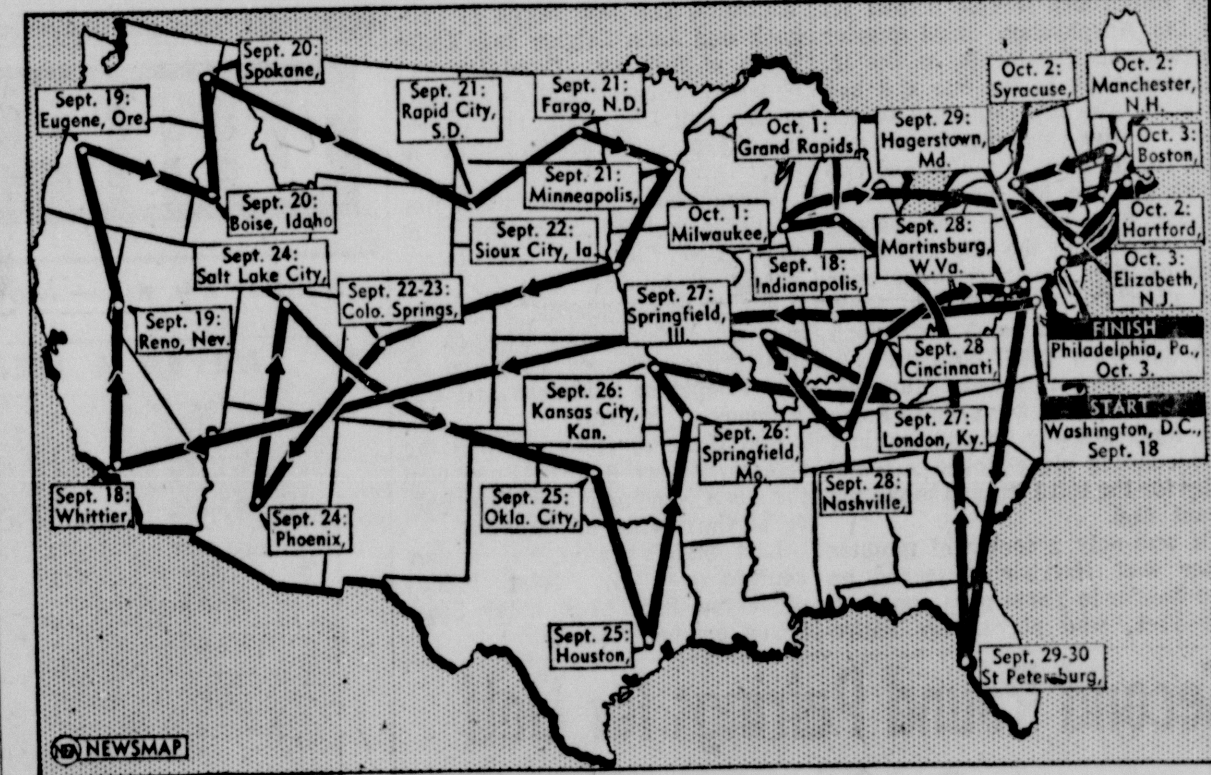 Sept. 20:
Spokane,
Sept. 19:
Eugene, Ore.
Sept. 21:
Rapid City,
S.D.
Sept. 21:
Fargo, N.D.
Oct. 2:
Syracuse,
Oct. 2:
Manchester,
N.H.
Oct. 1:
Grand Rapids,
Sept. 29:
Hagerstown,
Md.
Oct. 3:
Boston,
Sept. 20:
Boise, Idaho
Sept. 21:
Minneapolis,
Oct. 1:
Milwaukee,
Sept. 22:
Sioux City, Ia.
Sept. 28:
Martinsburg,
W.Va.
Oct. 2:
Hartford,
Sept. 24:
Salt Lake City,
Sept. 22-23:
Colo. Springs,
Sept. 18:
Indianapolis,
Oct. 3:
Elizabeth,
N.J.
Sept. 19:
Reno, Nev.
Sept. 27:
Springfield,
Ill.
FINISH
Philadelphia, Pa.,
Oct. 3.
Sept. 28
Cincinnati,
Sept. 26:
Kansas City,
Kan.
START
Washington, D.C.,
Sept. 18
Sept. 27:
London, Ky.
Sept. 26:
Springfield,
Mo.
Sept. 18:
Whittier,
Sept. 24:
Phoenix,
Sept. 25:
Okla. City,
Sept. 28:
Nashville,
Sept. 25:
Houston,
Sept. 29-30
St Petersburg,
NEA NEWSMAP